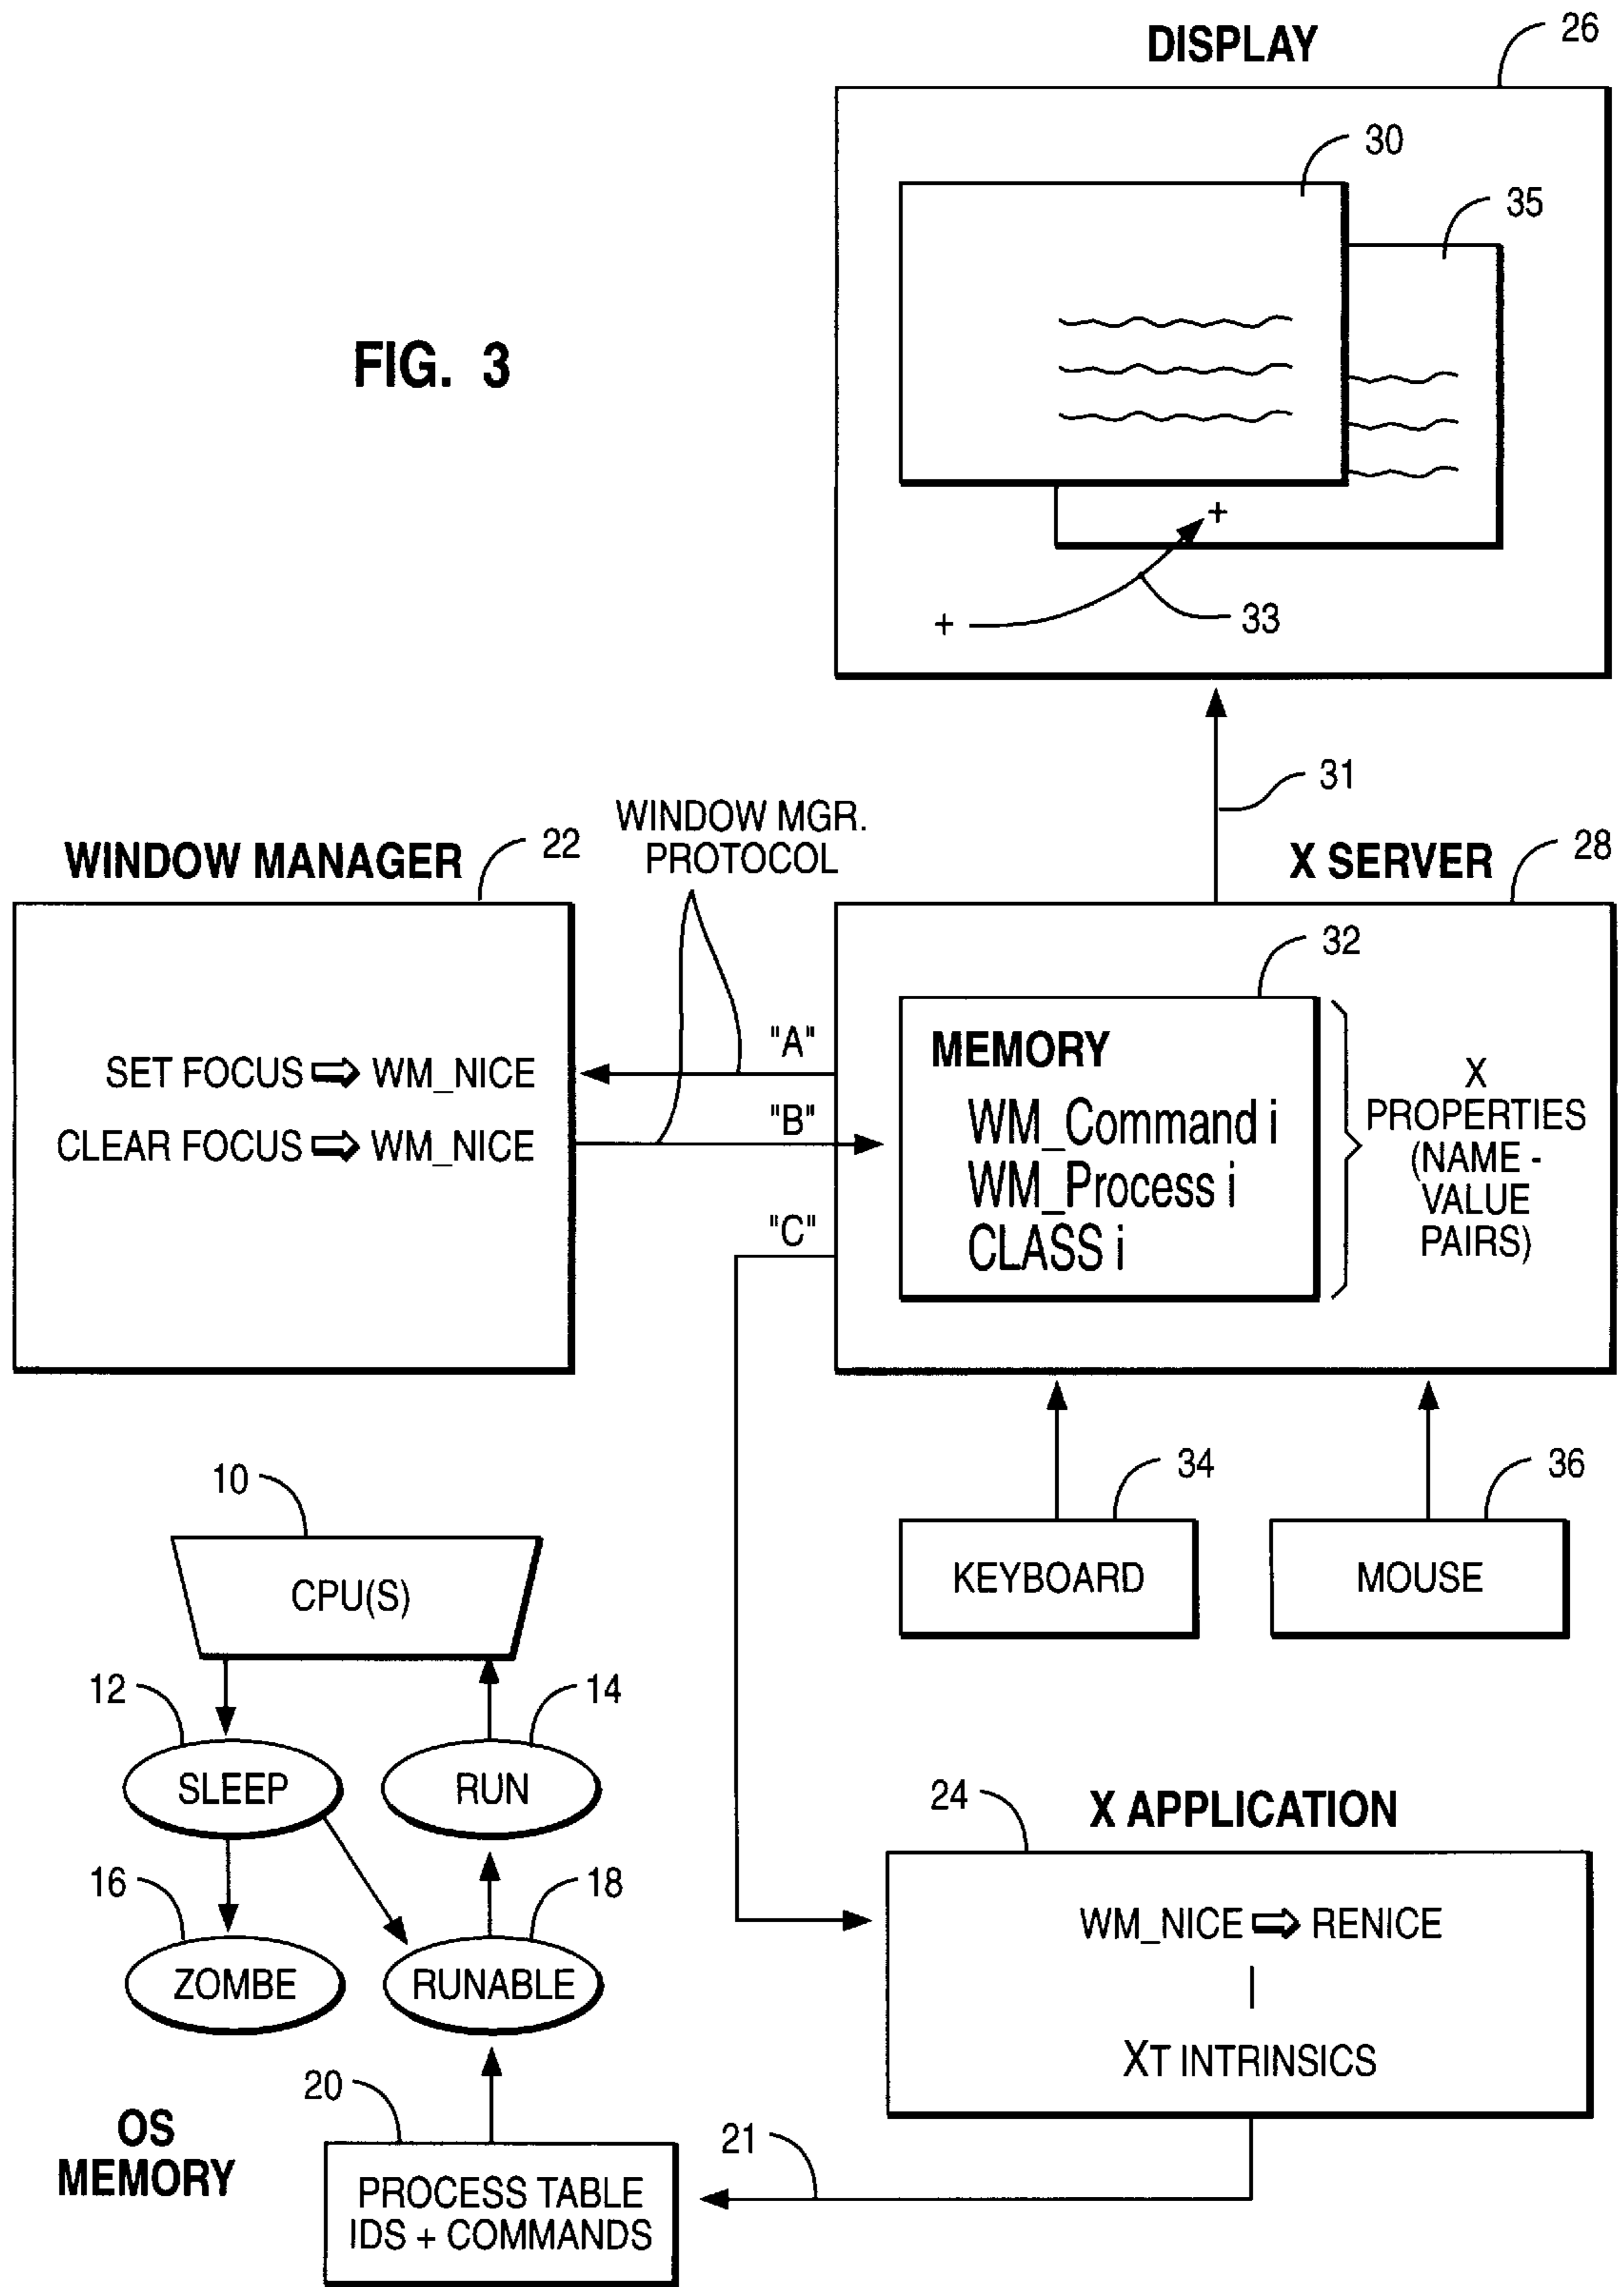 DISPLAY
26
30
35
FIG. 3
33
31
WINDOW MGR.
PROTOCOL
WINDOW MANAGER
22
X SERVER
28
32
"A"
MEMORY
SET FOCUS ⇨ WM_NICE
X
PROPERTIES
(NAME -
VALUE
PAIRS)
WM_Command i
"B"
CLEAR FOCUS ⇨ WM_NICE
WM_Process i
"C"
CLASS i
10
34
36
CPU(S)
KEYBOARD
MOUSE
12
14
SLEEP
RUN
24
X APPLICATION
16
18
WM_NICE ⇨ RENICE
ZOMBE
RUNABLE
XT INTRINSICS
20
OS
MEMORY
21
PROCESS TABLE
IDS + COMMANDS